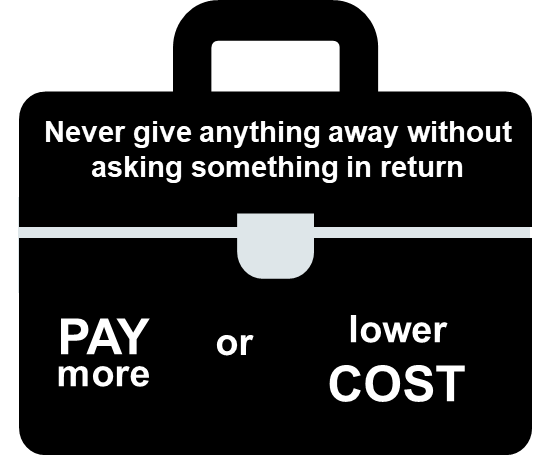 Never give anything away without
asking something in return
PAY
more
or
lower
COST